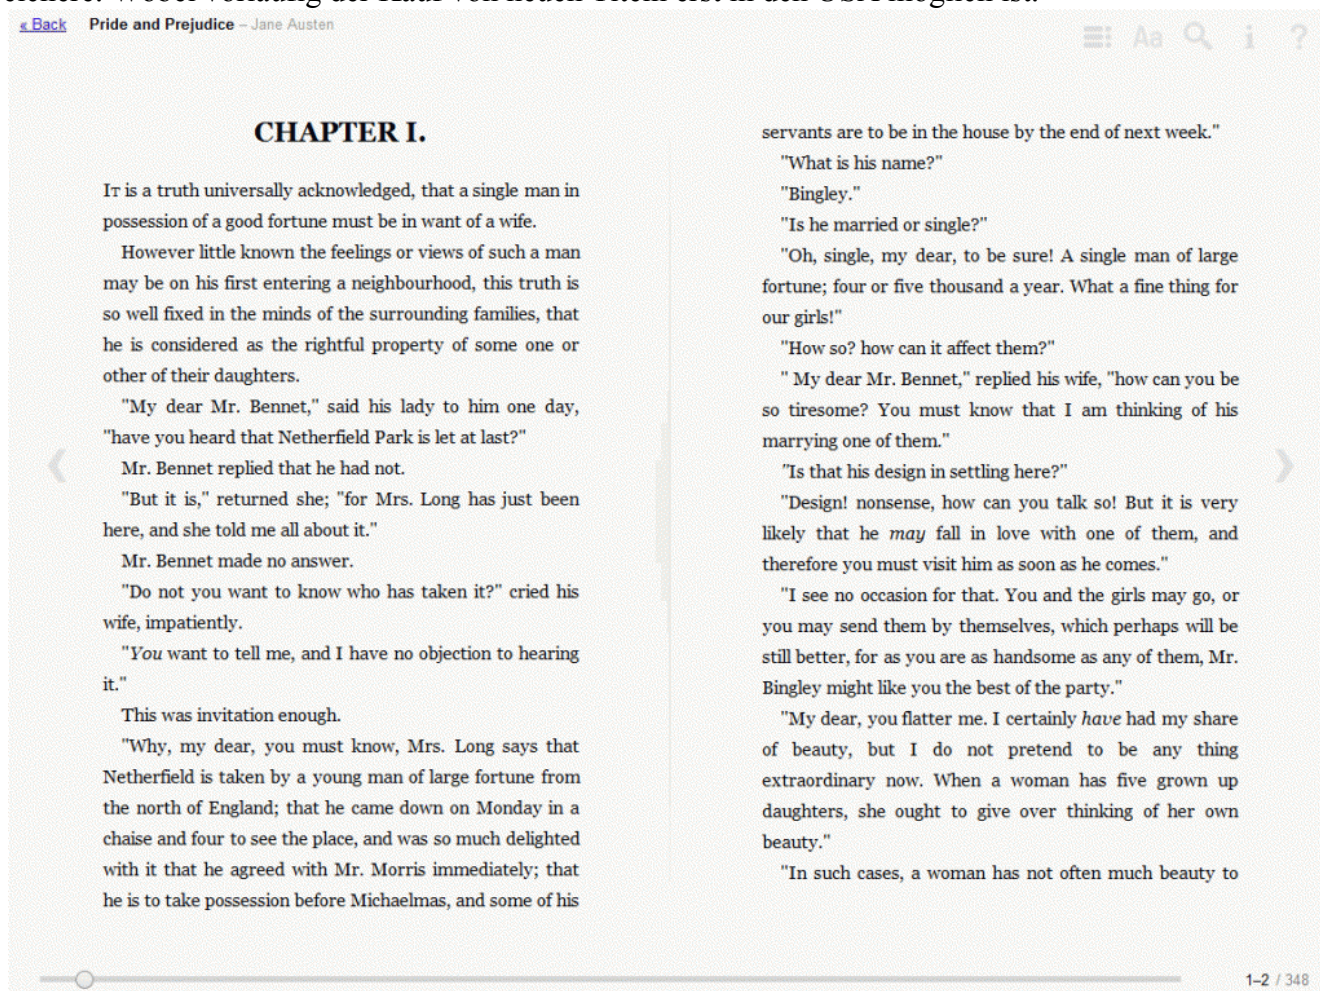 Wobei vorläufig der Kauf von neuen Titeln erst in den USA möglich ist.
« Back Pride and Prejudice – Jane Austen
Aa i ?
CHAPTER I.
IT is a truth universally acknowledged, that a single man in
possession of a good fortune must be in want of a wife.
However little known the feelings or views of such a man
may be on his first entering a neighbourhood, this truth is
so well fixed in the minds of the surrounding families, that
he is considered as the rightful property of some one or
other of their daughters.
"My dear Mr. Bennet," said his lady to him one day,
"have you heard that Netherfield Park is let at last?"
Mr. Bennet replied that he had not.
"But it is," returned she; "for Mrs. Long has just been
here, and she told me all about it."
Mr. Bennet made no answer.
"Do not you want to know who has taken it?" cried his
wife, impatiently.
"You want to tell me, and I have no objection to hearing
it."
This was invitation enough.
"Why, my dear, you must know, Mrs. Long says that
Netherfield is taken by a young man of large fortune from
the north of England; that he came down on Monday in a
chaise and four to see the place, and was so much delighted
with it that he agreed with Mr. Morris immediately; that
he is to take possession before Michaelmas, and some of his
servants are to be in the house by the end of next week."
"What is his name?"
"Bingley."
"Is he married or single?"
"Oh, single, my dear, to be sure! A single man of large
fortune; four or five thousand a year. What a fine thing for
our girls!"
"How so? how can it affect them?"
" My dear Mr. Bennet," replied his wife, "how can you be
so tiresome? You must know that I am thinking of his
marrying one of them."
"Is that his design in settling here?"
"Design! nonsense, how can you talk so! But it is very
likely that he may fall in love with one of them, and
therefore you must visit him as soon as he comes."
"I see no occasion for that. You and the girls may go, or
you may send them by themselves, which perhaps will be
still better, for as you are as handsome as any of them, Mr.
Bingley might like you the best of the party."
"My dear, you flatter me. I certainly have had my share
of beauty, but I do not pretend to be any thing
extraordinary now. When a woman has five grown up
daughters, she ought to give over thinking of her own
beauty."
"In such cases, a woman has not often much beauty to
1–2 / 348